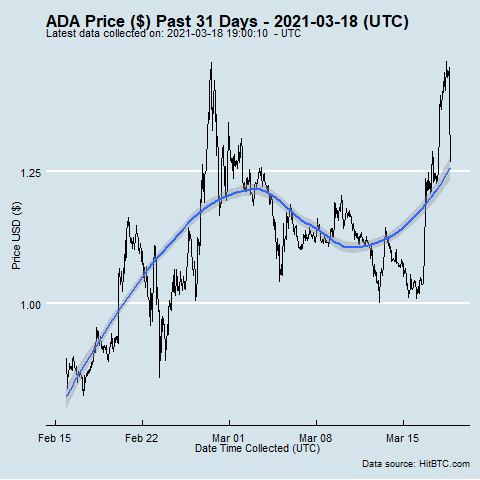 ADA Price ($) Past 31 Days - 2021-03-18 (UTC)
Latest data collected on: 2021-03-18 19:00:10 - UTC
Price USD ($)
1.25
1.00
Feb 15 Feb 22 Mar 01 Mar 08 Mar 15
Date Time Collected (UTC)
Data source: HitBTC.com